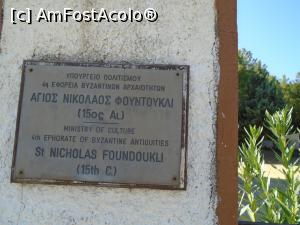 [c] AmFostAcolo®
ΥΠΟΥΡΓΕΙΟ ΠΟΛΙΤΙΣΜΟΥ
4η ΕΦΟΡΕΙΑ ΒΥΖΑΝΤΙΝΩΝ ΑΡΧΑΙΟΤΗΤΩΝ
ΑΓΙΟΣ ΝΙΚΟΛΑΟΣ ΦΟΥΝΤΟΥΚΛΙ
(15ος Αι.)
MINISTRY OF CULTURE
4th EPHORATE OF BYZANTINE ANTIQUITIES
St NICHOLAS FOUNDOUKLI
(15th C.)